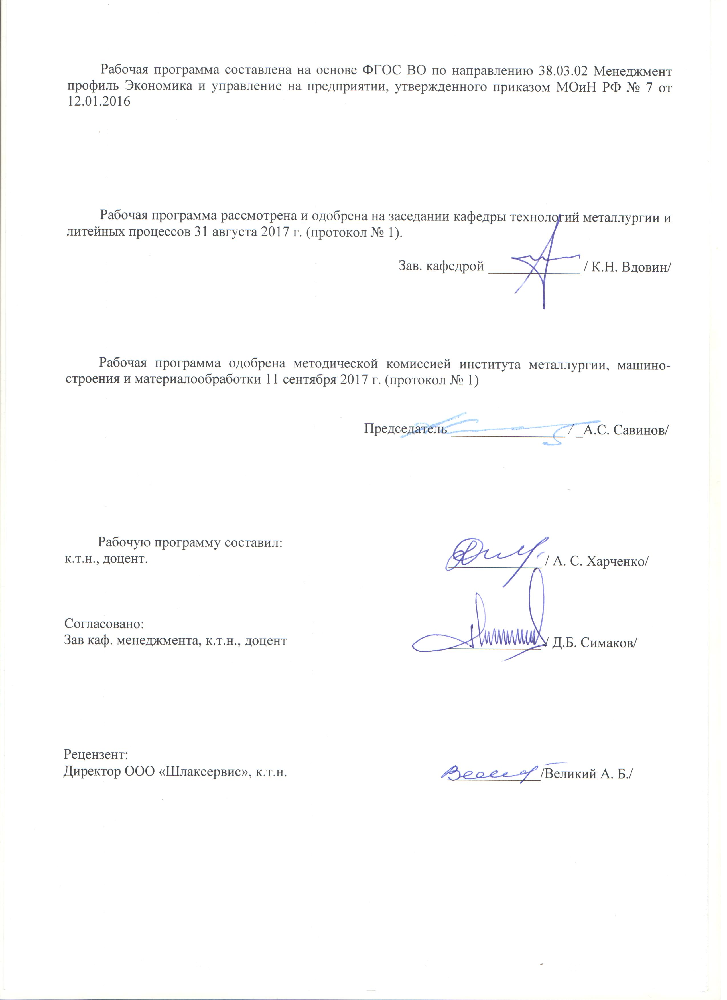 Рабочая программа составлена на основе ФГОС ВО по направлению 38.03.02 Менеджмент
профиль Экономика и управление на предприятии, утвержденного приказом МОиН РФ № 7 от
12.01.2016
Рабочая программа рассмотрена и одобрена на заседании кафедры технологий металлургии и
литейных процессов 31 августа 2017 г. (протокол № 1).
Зав. кафедрой _____________ / К.Н. Вдовин/
Рабочая программа одобрена методической комиссией института металлургии, машино-
строения и материалообработки 11 сентября 2017 г. (протокол № 1)
Председатель ________________ / _А.С. Савинов/
Рабочую программу составил:
к.т.н., доцент. _____________ / А. С. Харченко/
Согласовано:
Зав каф. менеджмента, к.т.н., доцент _____________ / Д.Б. Симаков/
Рецензент:
Директор ООО «Шлаксервис», к.т.н. _____________/Великий А. Б./